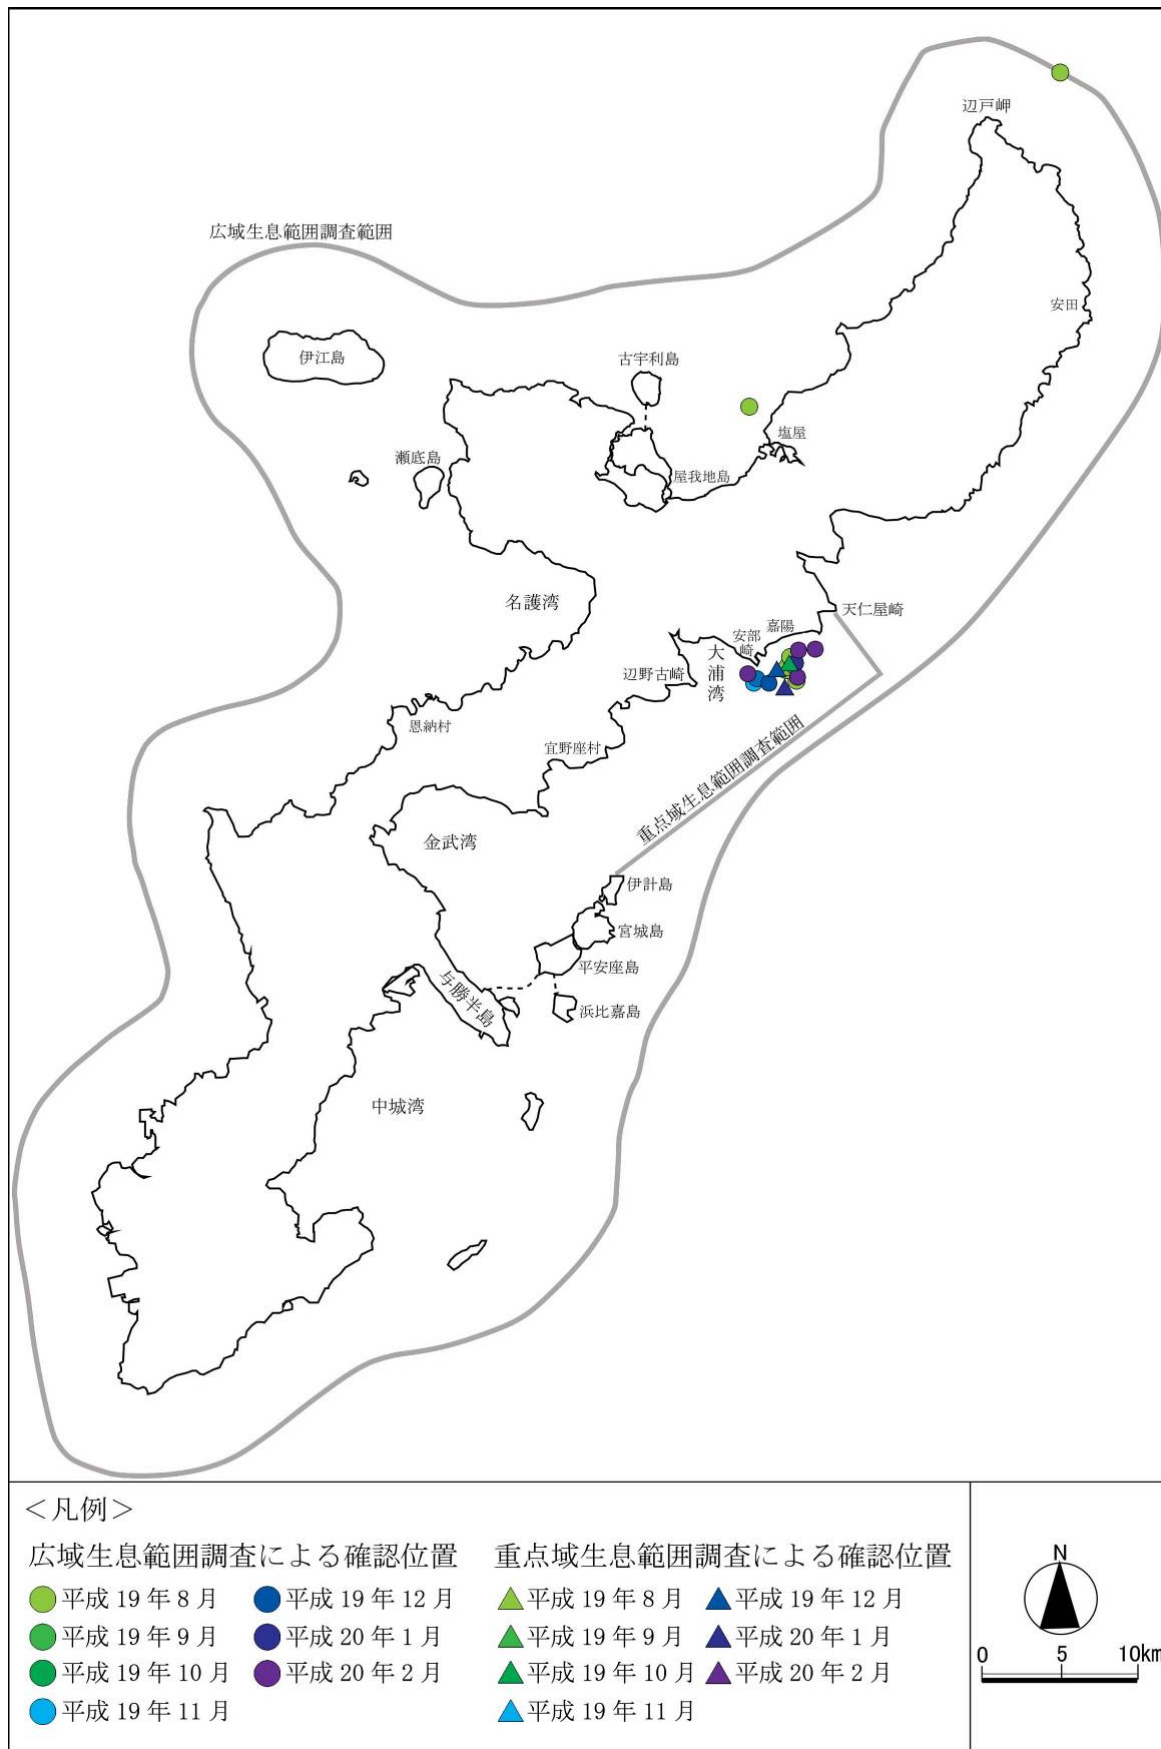 辺戸岬
広域生息範囲調査範囲
安田
伊江島
古宇利島
塩屋
瀬底島
屋我地島
名護湾
天仁屋崎
嘉陽
安部
崎
大
浦
湾
辺野古崎
恩納村
宜野座村
重点域生息範囲調査範囲
金武湾
伊計島
宮城島
平安座島
与勝半島
浜比嘉島
中城湾
<凡例>
広域生息範囲調査による確認位置
平成 19 年 8 月
平成 19 年 9 月
平成 19 年 10 月
平成 19 年 11 月
平成 19 年 12 月
平成 20 年 1 月
平成 20 年 2 月
重点域生息範囲調査による確認位置
平成 19 年 8 月
平成 19 年 9 月
平成 19 年 10 月
平成 19 年 11 月
平成 19 年 12 月
平成 20 年 1 月
平成 20 年 2 月
N
0 5 10km